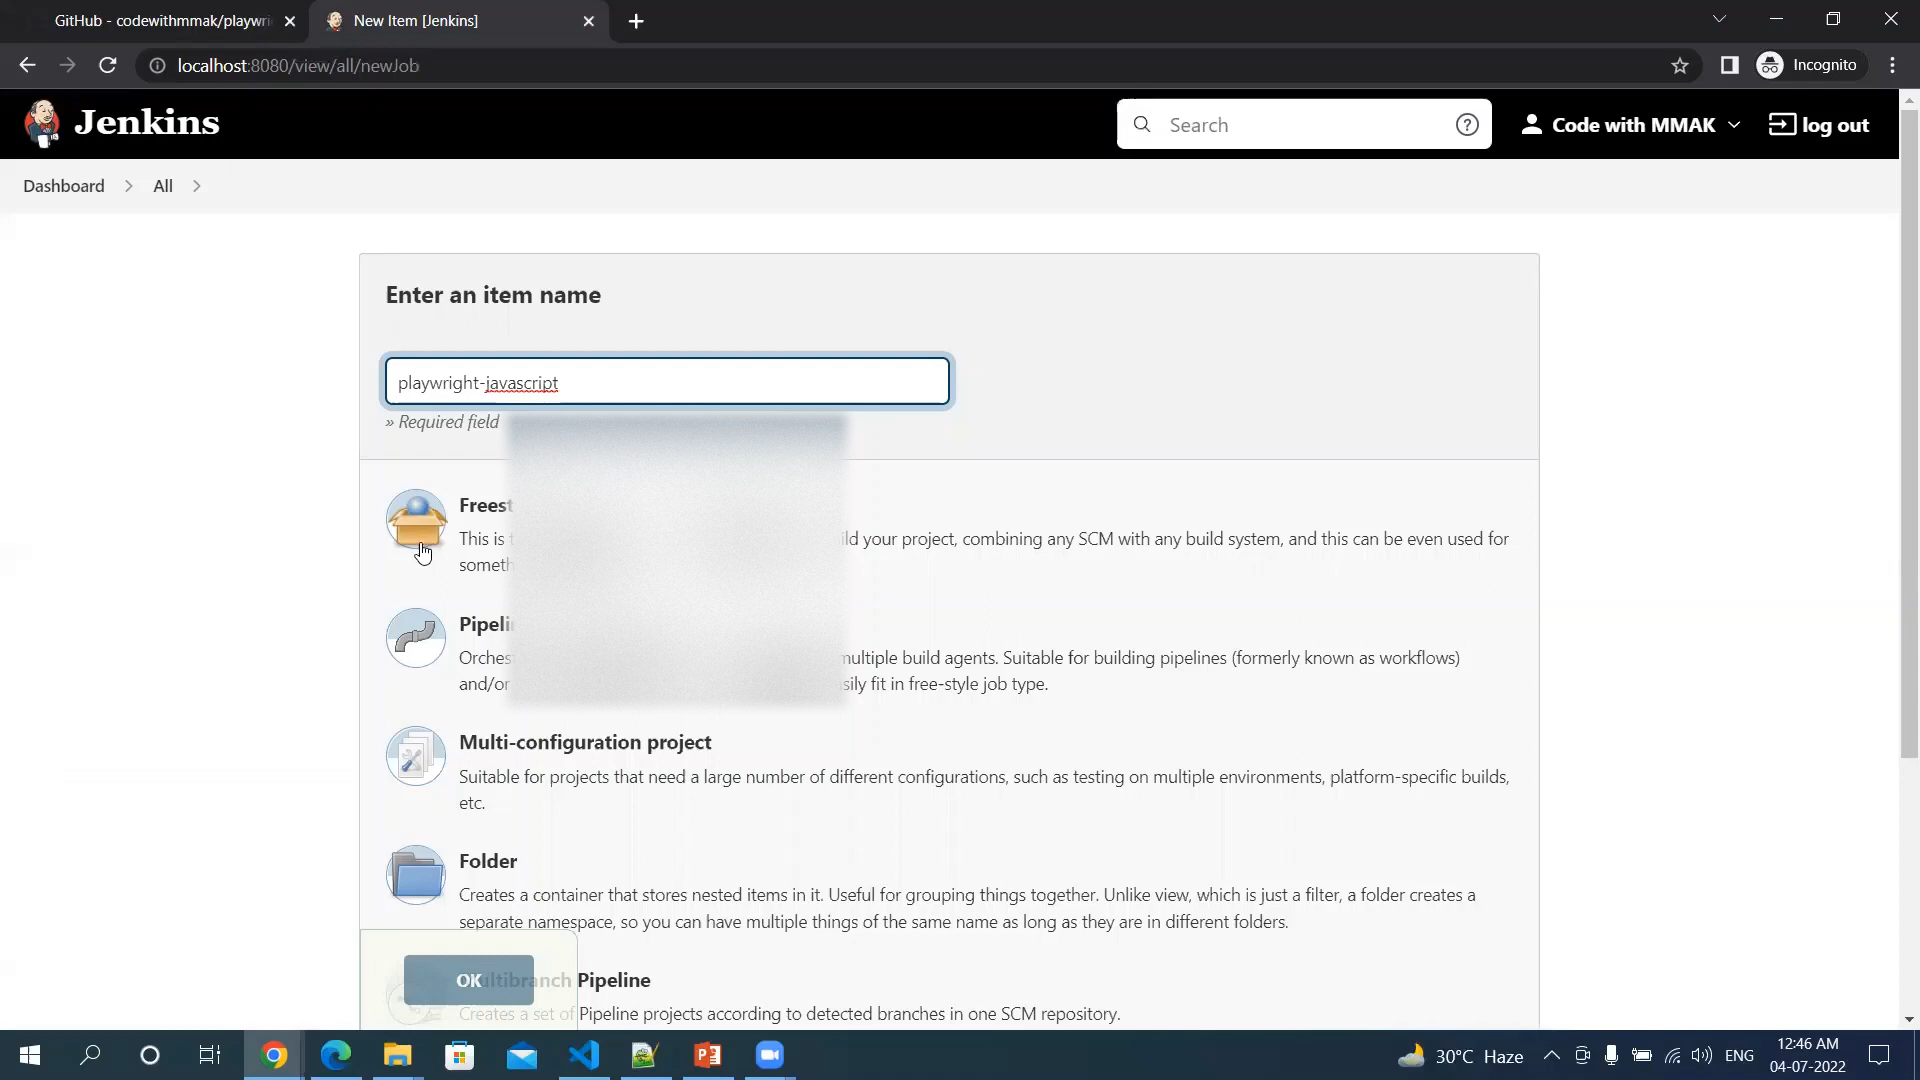 GitHub - codewithmmak/playwri
New Item [Jenkins]
localhost:8080/view/all/newJob
Incognito
Jenkins
Search
Code with MMAK
log out
Dashboard
All
Enter an item name
playwright-javascript
» Required field
Freest
This is ild your project, combining any SCM with any build system, and this can be even used for
someth
Pipeli
Orches multiple build agents. Suitable for building pipelines (formerly known as workflows)
and/or sily fit in free-style job type.
Multi-configuration project
Suitable for projects that need a large number of different configurations, such as testing on multiple environments, platform-specific builds,
etc.
Folder
Creates a container that stores nested items in it. Useful for grouping things together. Unlike view, which is just a filter, a folder creates a
separate namespace, so you can have multiple things of the same name as long as they are in different folders.
OK
Multibranch Pipeline
Creates a set of Pipeline projects according to detected branches in one SCM repository.
30°C Haze
ENG
12:46 AM
04-07-2022